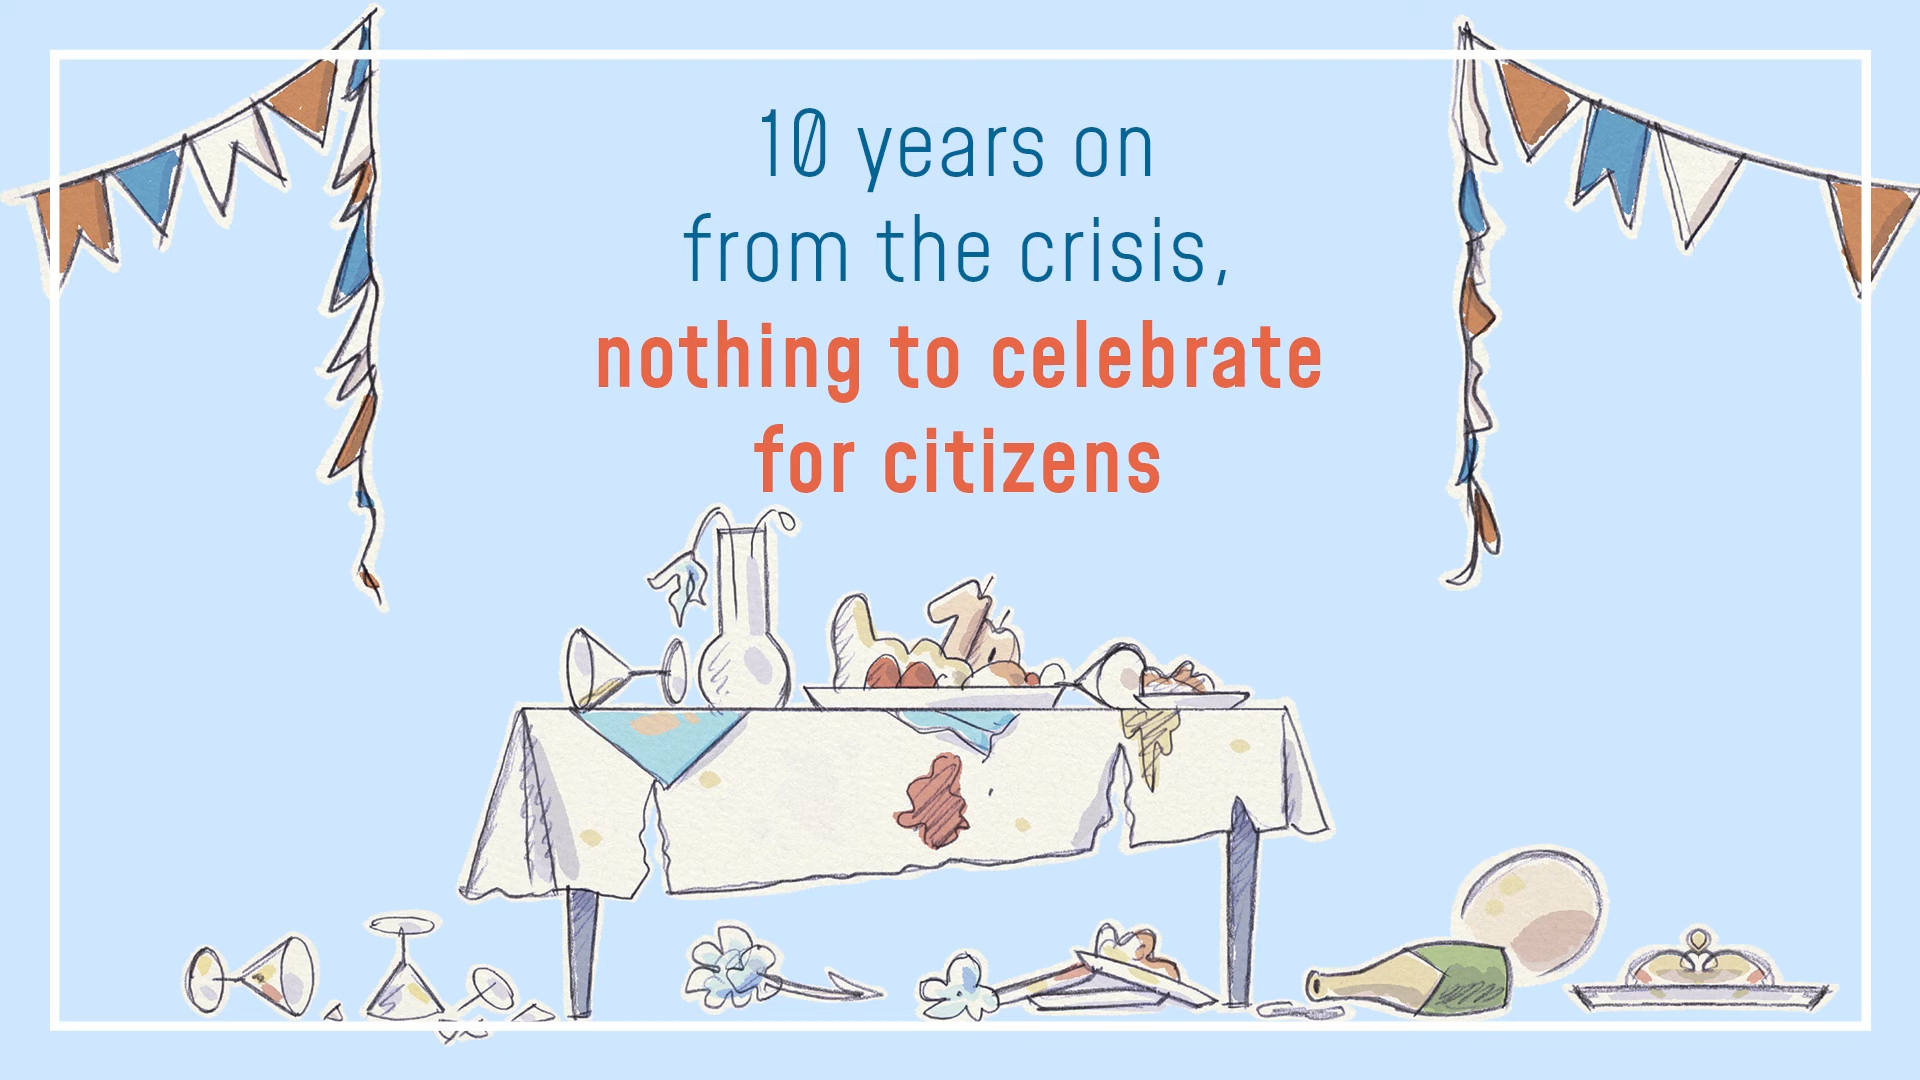 10 years on
from the crisis,
nothing to celebrate
for citizens